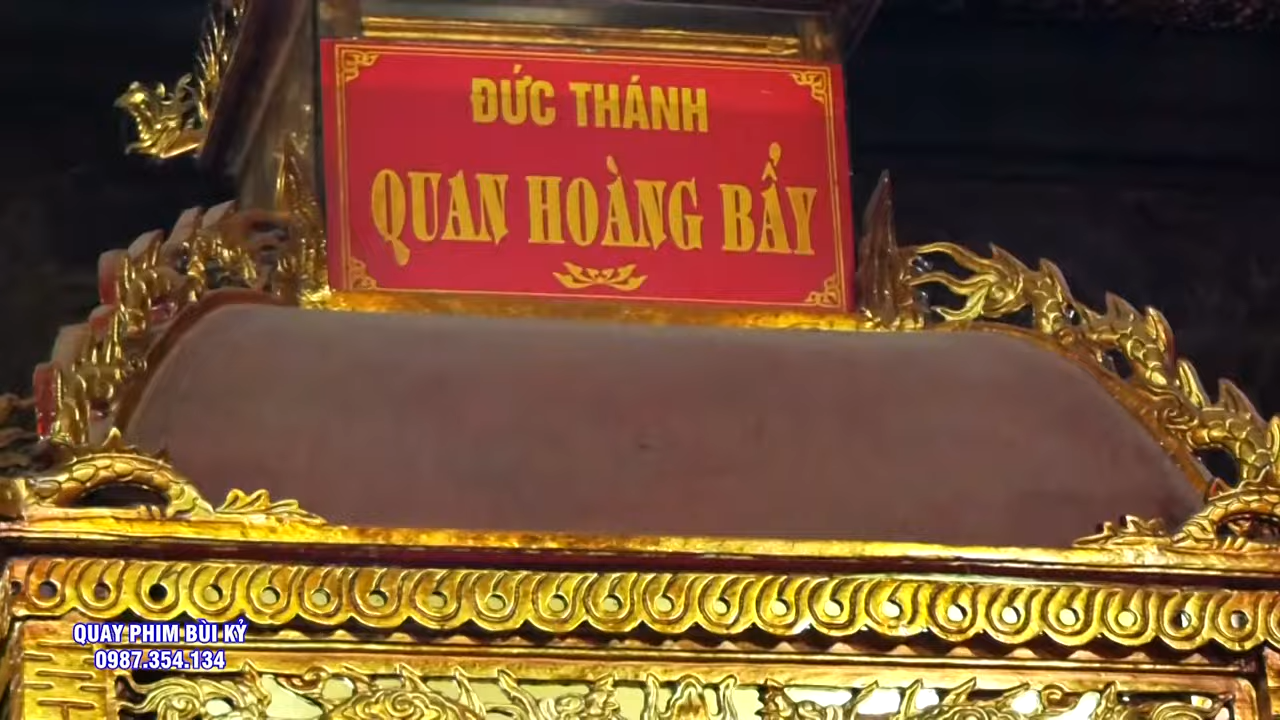 ĐỨC THÁNH
QUAN HOÀNG BẨY
QUAY PHIM BÙI KỶ
0987.354.134